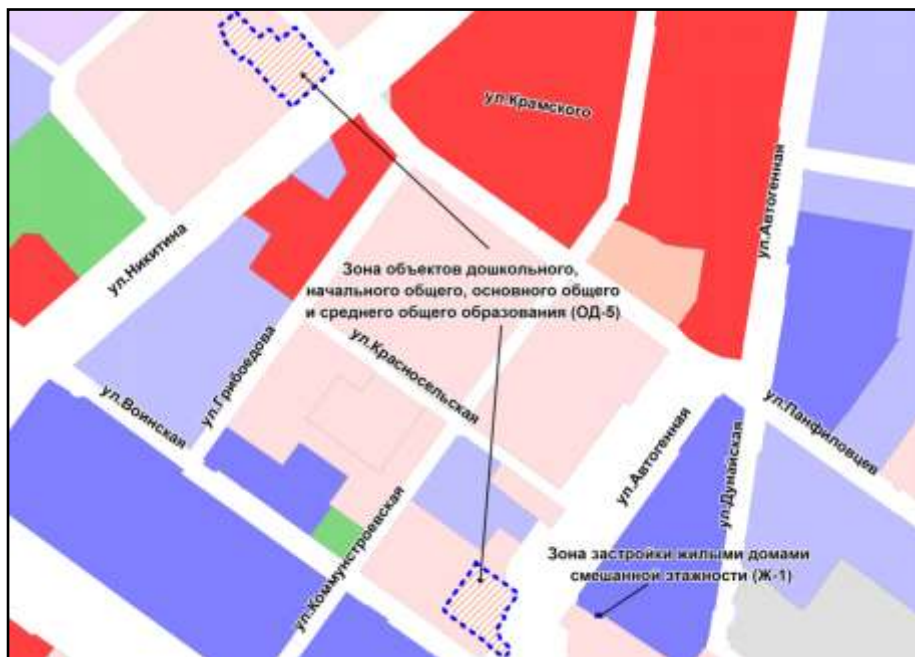 ул.Крамского
ул.Автогенная
ул.Никитина
Зона объектов дошкольного,
начального общего, основного общего
и среднего общего образования (ОД-5)
ул.Грибоедова
ул.Красносельская
ул.Воинская
ул.Автогенная
ул.Панфиловцев
ул.Дунайская
ул.Коммунстроевская
Зона застройки жилыми домами
смешанной этажности (Ж-1)